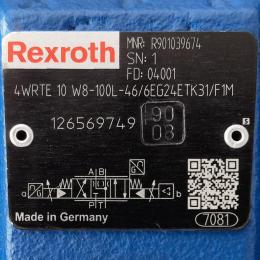 Rexroth
MNR: R901039674
SN: 1
FD: 04001
4WRTE 10 W8-100L-46/6EG24ETK31/F1M
126569749
90
03
A B
a
b
P T
Made in Germany
7081